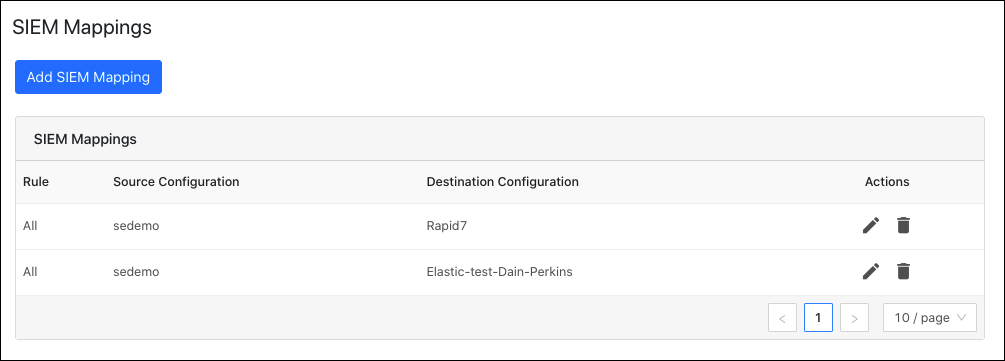 SIEM Mappings
Add SIEM Mapping
SIEM Mappings
Rule Source Configuration Destination Configuration Actions
All sedemo Rapid7
All sedemo Elastic-test-Dain-Perkins
< 1 > 10 / page